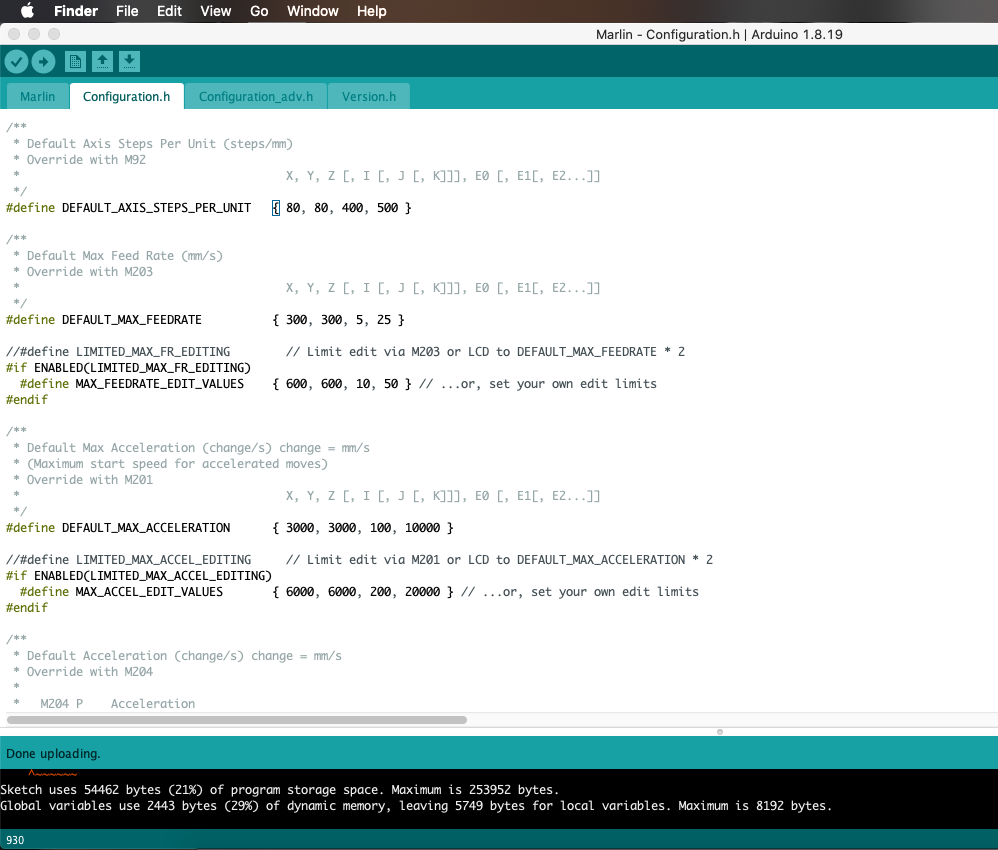 Finder File Edit View Go Window Help
Marlin - Configuration.h | Arduino 1.8.19
Marlin Configuration.h Configuration_adv.h Version.h
/**
 * Default Axis Steps Per Unit (steps/mm)
 * Override with M92
 *                                      X, Y, Z [, I [, J [, K]]], E0 [, E1[, E2...]]
 */
#define DEFAULT_AXIS_STEPS_PER_UNIT   { 80, 80, 400, 500 }
/**
 * Default Max Feed Rate (mm/s)
 * Override with M203
 *                                      X, Y, Z [, I [, J [, K]]], E0 [, E1[, E2...]]
 */
#define DEFAULT_MAX_FEEDRATE          { 300, 300, 5, 25 }
//#define LIMITED_MAX_FR_EDITING        // Limit edit via M203 or LCD to DEFAULT_MAX_FEEDRATE * 2
#if ENABLED(LIMITED_MAX_FR_EDITING)
  #define MAX_FEEDRATE_EDIT_VALUES    { 600, 600, 10, 50 } // ...or, set your own edit limits
#endif
/**
 * Default Max Acceleration (change/s) change = mm/s
 * (Maximum start speed for accelerated moves)
 * Override with M201
 *                                      X, Y, Z [, I [, J [, K]]], E0 [, E1[, E2...]]
 */
#define DEFAULT_MAX_ACCELERATION      { 3000, 3000, 100, 10000 }
//#define LIMITED_MAX_ACCEL_EDITING     // Limit edit via M201 or LCD to DEFAULT_MAX_ACCELERATION * 2
#if ENABLED(LIMITED_MAX_ACCEL_EDITING)
  #define MAX_ACCEL_EDIT_VALUES       { 6000, 6000, 200, 20000 } // ...or, set your own edit limits
#endif
/**
 * Default Acceleration (change/s) change = mm/s
 * Override with M204
 *
 *   M204 P    Acceleration
Done uploading.
    ^~~~~~~
Sketch uses 54462 bytes (21%) of program storage space. Maximum is 253952 bytes.
Global variables use 2443 bytes (29%) of dynamic memory, leaving 5749 bytes for local variables. Maximum is 8192 bytes.
930